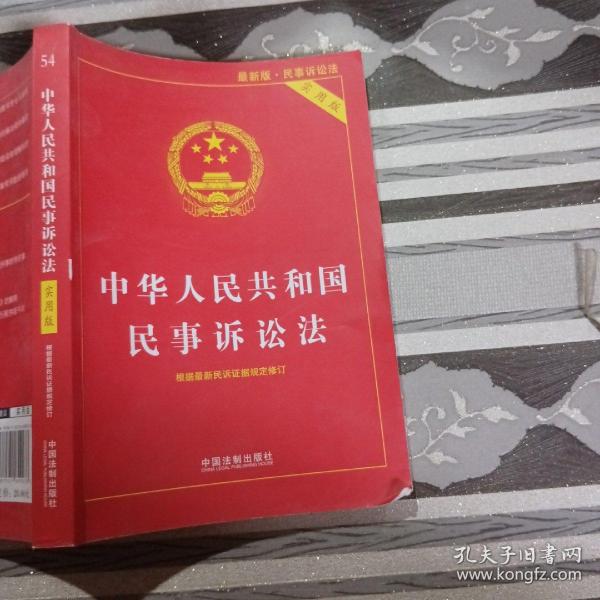 54
中华人民共和国民事诉讼法
实用版
根据最新民诉证据规定修订
中国法制出版社
CHINA LEGAL PUBLISHING HOUSE
最新版·民事诉讼法
实用版
中华人民共和国
民事诉讼法
根据最新民诉证据规定修订
中国法制出版社
CHINA LEGAL PUBLISHING HOUSE
孔夫子旧书网
www.kongfz.com